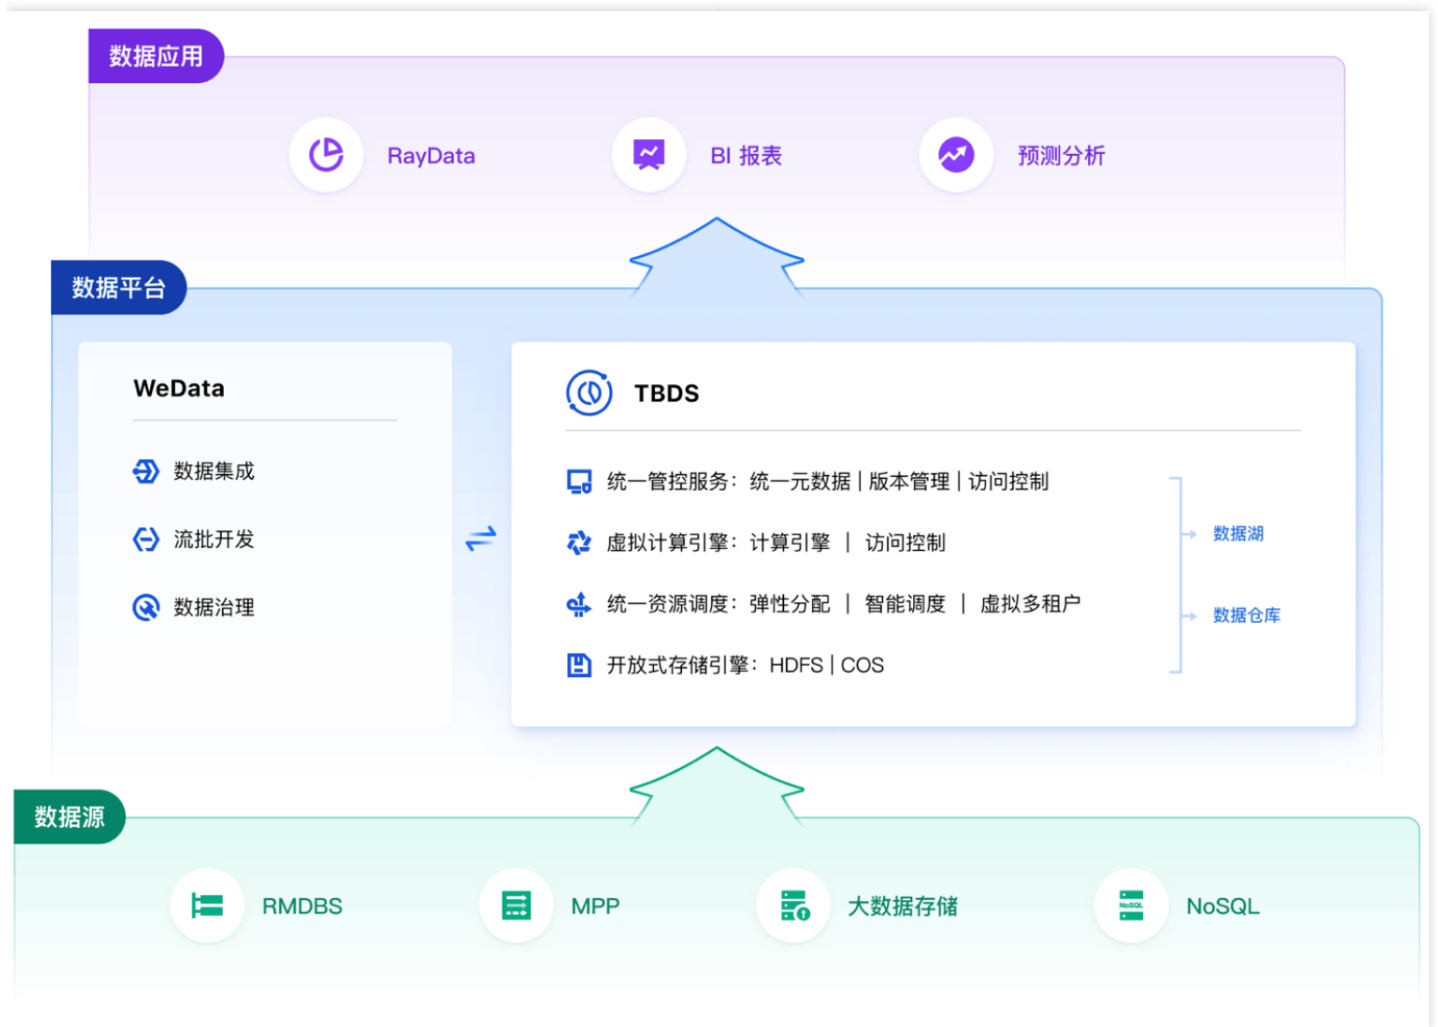 数据应用
RayData
BI 报表
预测分析
数据平台
WeData
数据集成
流批开发
数据治理
TBDS
统一管控服务：统一元数据 | 版本管理 | 访问控制
虚拟计算引擎：计算引擎 | 访问控制
统一资源调度：弹性分配 | 智能调度 | 虚拟多租户
开放式存储引擎：HDFS | COS
数据湖
数据仓库
数据源
RMDBS
MPP
大数据存储
NoSQL
NoSQL